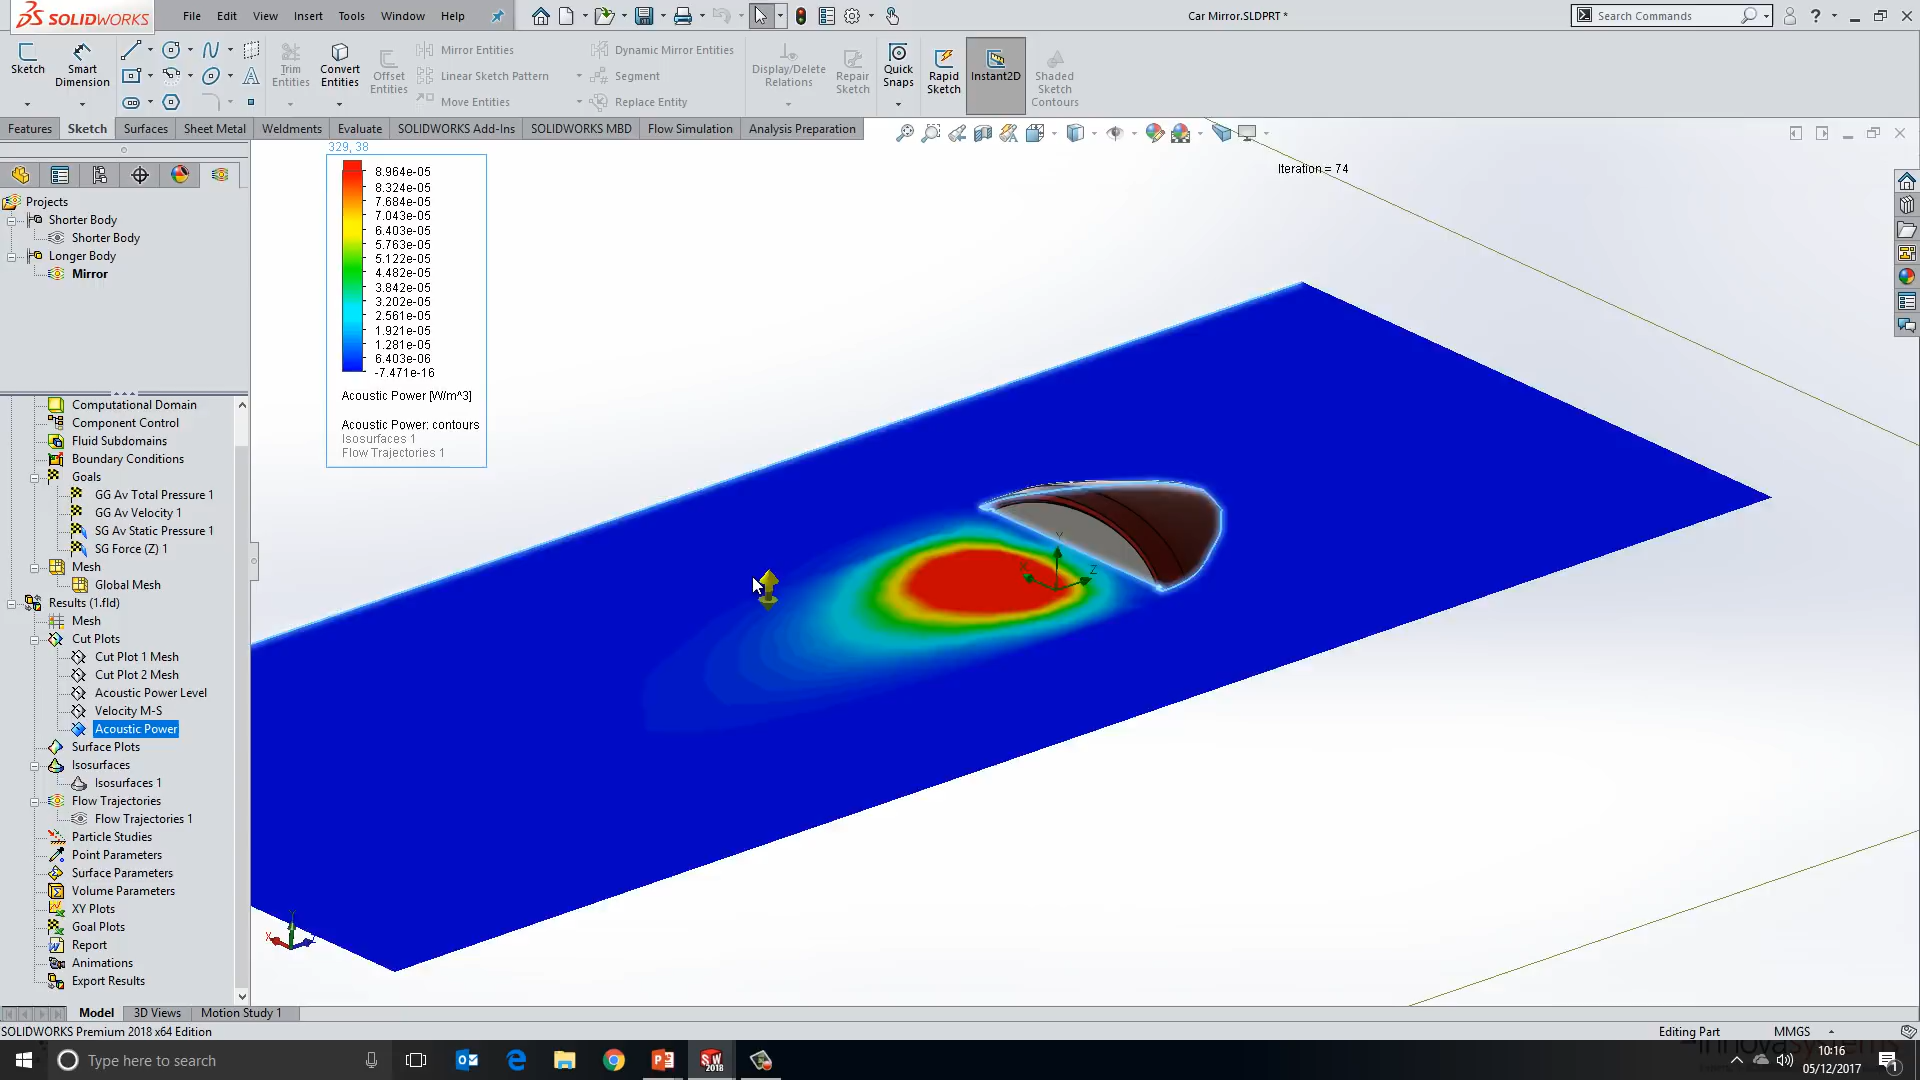 SOLIDWORKS
File Edit View Insert Tools Window Help
Car Mirror.SLDPRT *
Search Commands
Sketch
Smart Dimension
Trim Entities
Convert Entities
Offset Entities
Mirror Entities
Linear Sketch Pattern
Move Entities
Dynamic Mirror Entities
Segment
Replace Entity
Display/Delete Relations
Repair Sketch
Quick Snaps
Rapid Sketch
Instant2D
Shaded Sketch Contours
Features Sketch Surfaces Sheet Metal Weldments Evaluate SOLIDWORKS Add-Ins SOLIDWORKS MBD Flow Simulation Analysis Preparation
329, 38
Iteration = 74
8.964e-05
8.324e-05
7.684e-05
7.043e-05
6.403e-05
5.763e-05
5.122e-05
4.482e-05
3.842e-05
3.202e-05
2.561e-05
1.921e-05
1.281e-05
6.403e-06
-7.471e-16
Acoustic Power [W/m^3]
Acoustic Power: contours
Isosurfaces 1
Flow Trajectories 1
Projects
Shorter Body
Shorter Body
Longer Body
Mirror
Computational Domain
Component Control
Fluid Subdomains
Boundary Conditions
Goals
GG Av Total Pressure 1
GG Av Velocity 1
SG Av Static Pressure 1
SG Force (Z) 1
Mesh
Global Mesh
Results (1.fld)
Mesh
Cut Plots
Cut Plot 1 Mesh
Cut Plot 2 Mesh
Acoustic Power Level
Velocity M-S
Acoustic Power
Surface Plots
Isosurfaces
Isosurfaces 1
Flow Trajectories
Flow Trajectories 1
Particle Studies
Point Parameters
Surface Parameters
Volume Parameters
XY Plots
Goal Plots
Report
Animations
Export Results
Y
Z
X
Model 3D Views Motion Study 1
SOLIDWORKS Premium 2018 x64 Edition
Editing Part MMGS
Type here to search
10:16
05/12/2017